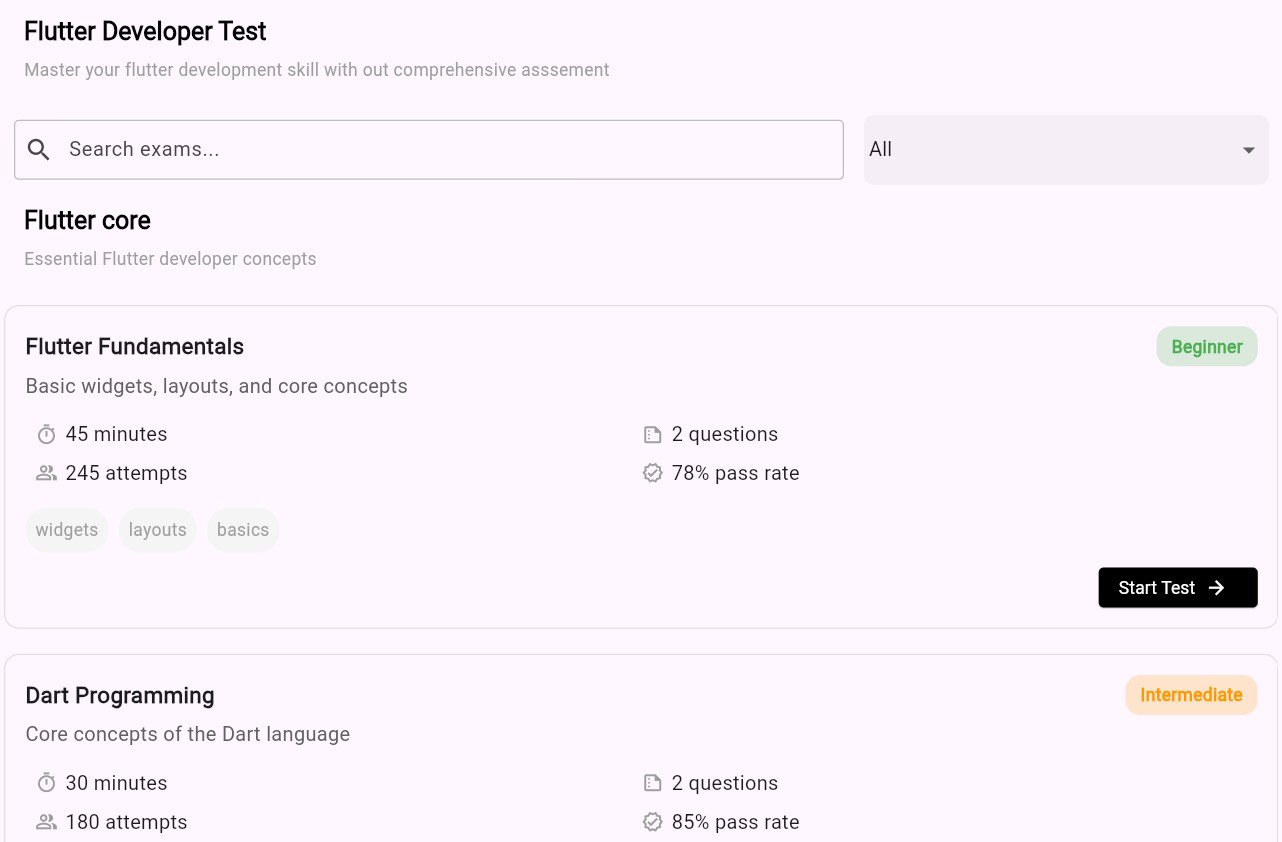 Flutter Developer Test
Master your flutter development skill with out comprehensive asssement
Search exams...
All
Flutter core
Essential Flutter developer concepts
Flutter Fundamentals
Beginner
Basic widgets, layouts, and core concepts
45 minutes
2 questions
245 attempts
78% pass rate
widgets layouts basics
Start Test
Dart Programming
Intermediate
Core concepts of the Dart language
30 minutes
2 questions
180 attempts
85% pass rate